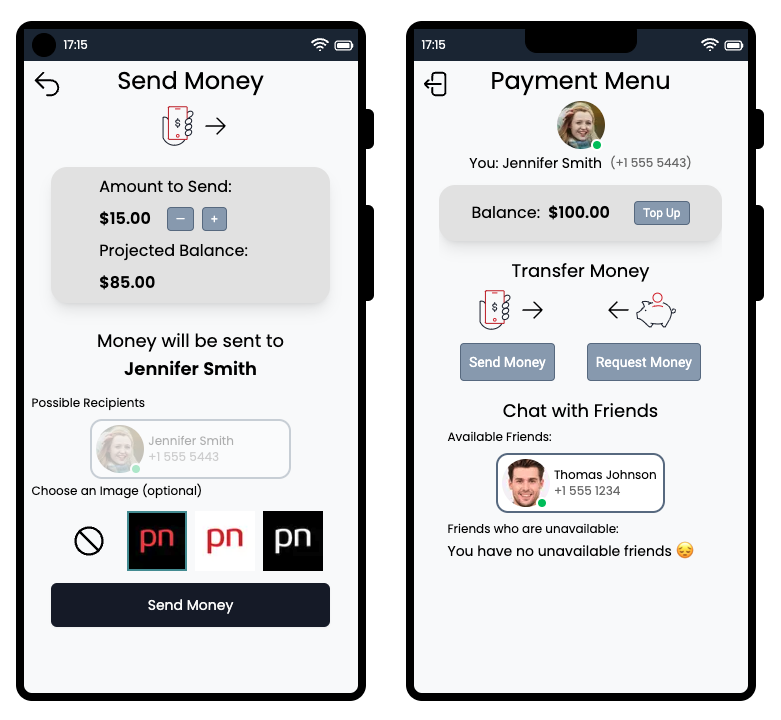 17:15
Send Money
$
Amount to Send:
$15.00 − +
Projected Balance:
$85.00
Money will be sent to
Jennifer Smith
Possible Recipients
Jennifer Smith
+1 555 5443
Choose an Image (optional)
pn pn pn
Send Money
17:15
Payment Menu
You: Jennifer Smith (+1 555 5443)
Balance: $100.00 Top Up
Transfer Money
$
Send Money Request Money
Chat with Friends
Available Friends:
Thomas Johnson
+1 555 1234
Friends who are unavailable:
You have no unavailable friends 😔